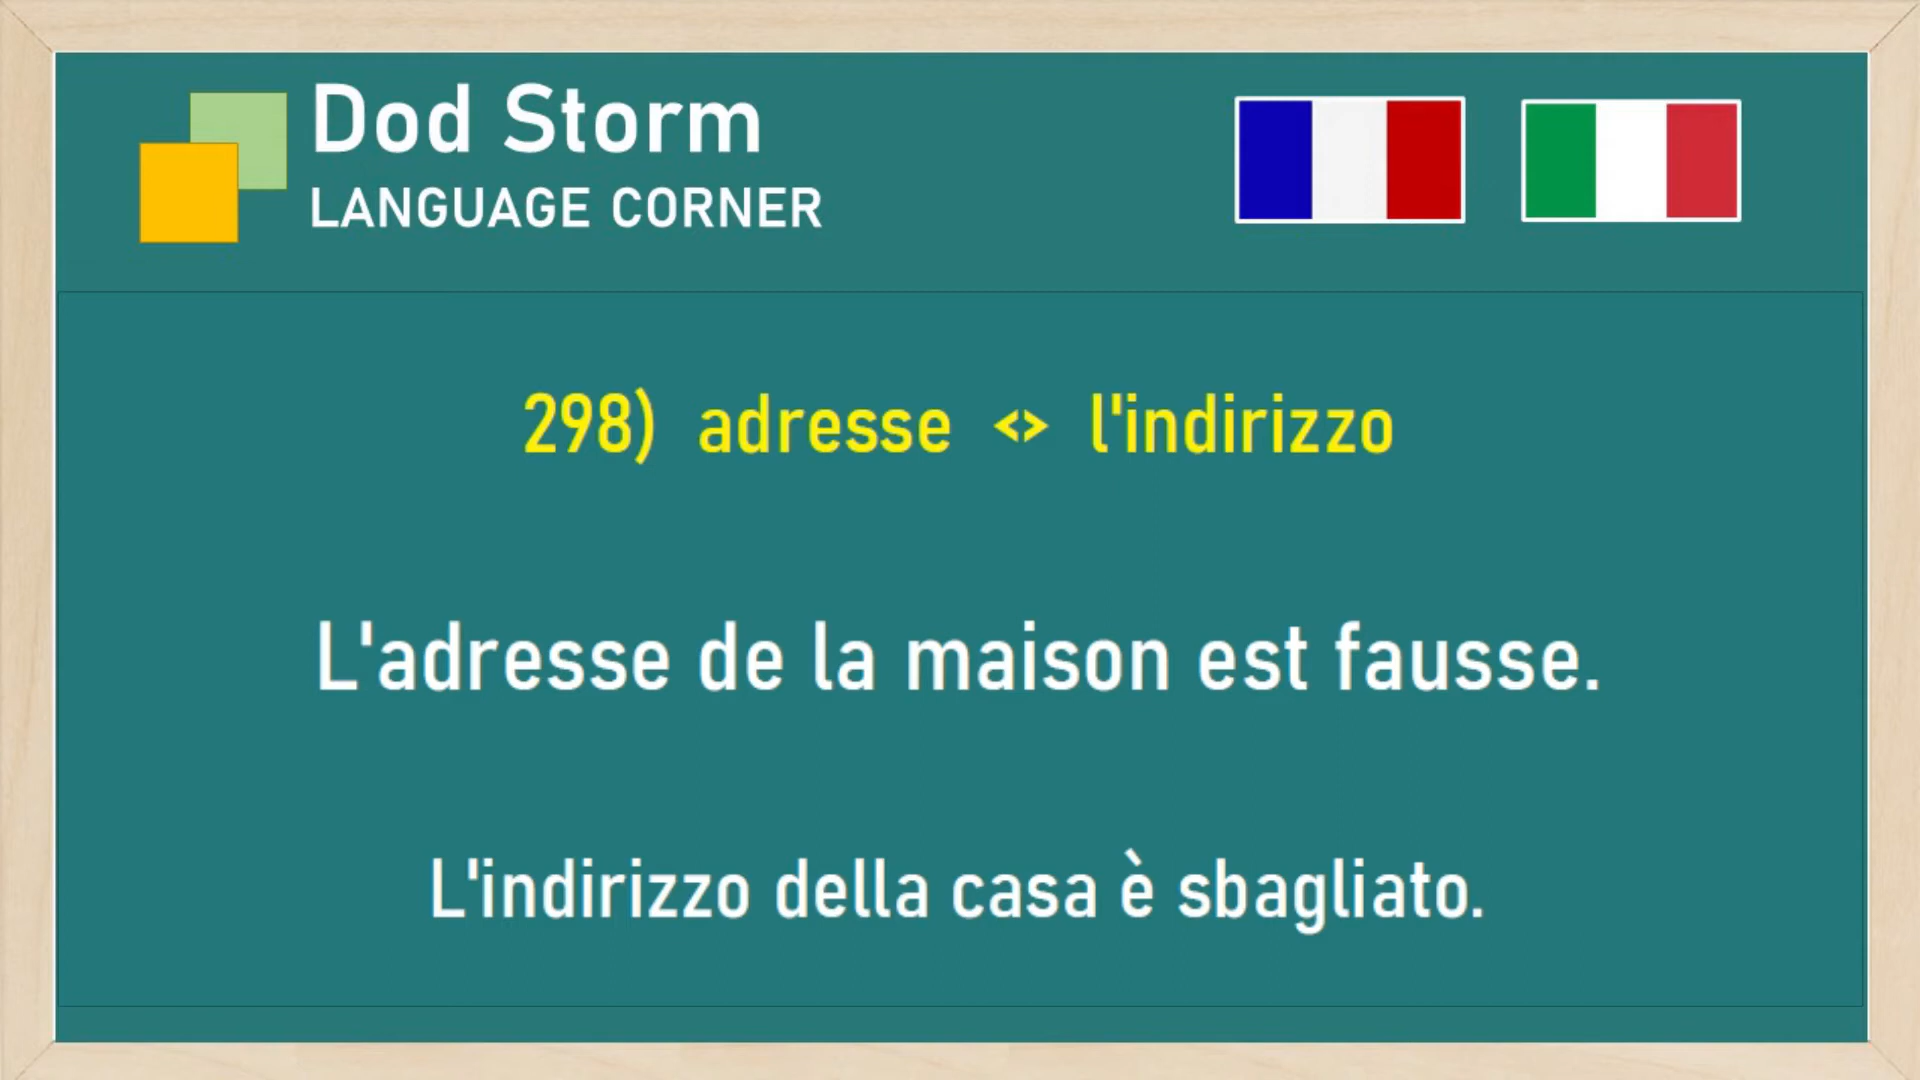 Dod Storm
LANGUAGE CORNER
298) adresse <> l'indirizzo
L'adresse de la maison est fausse.
L'indirizzo della casa è sbagliato.